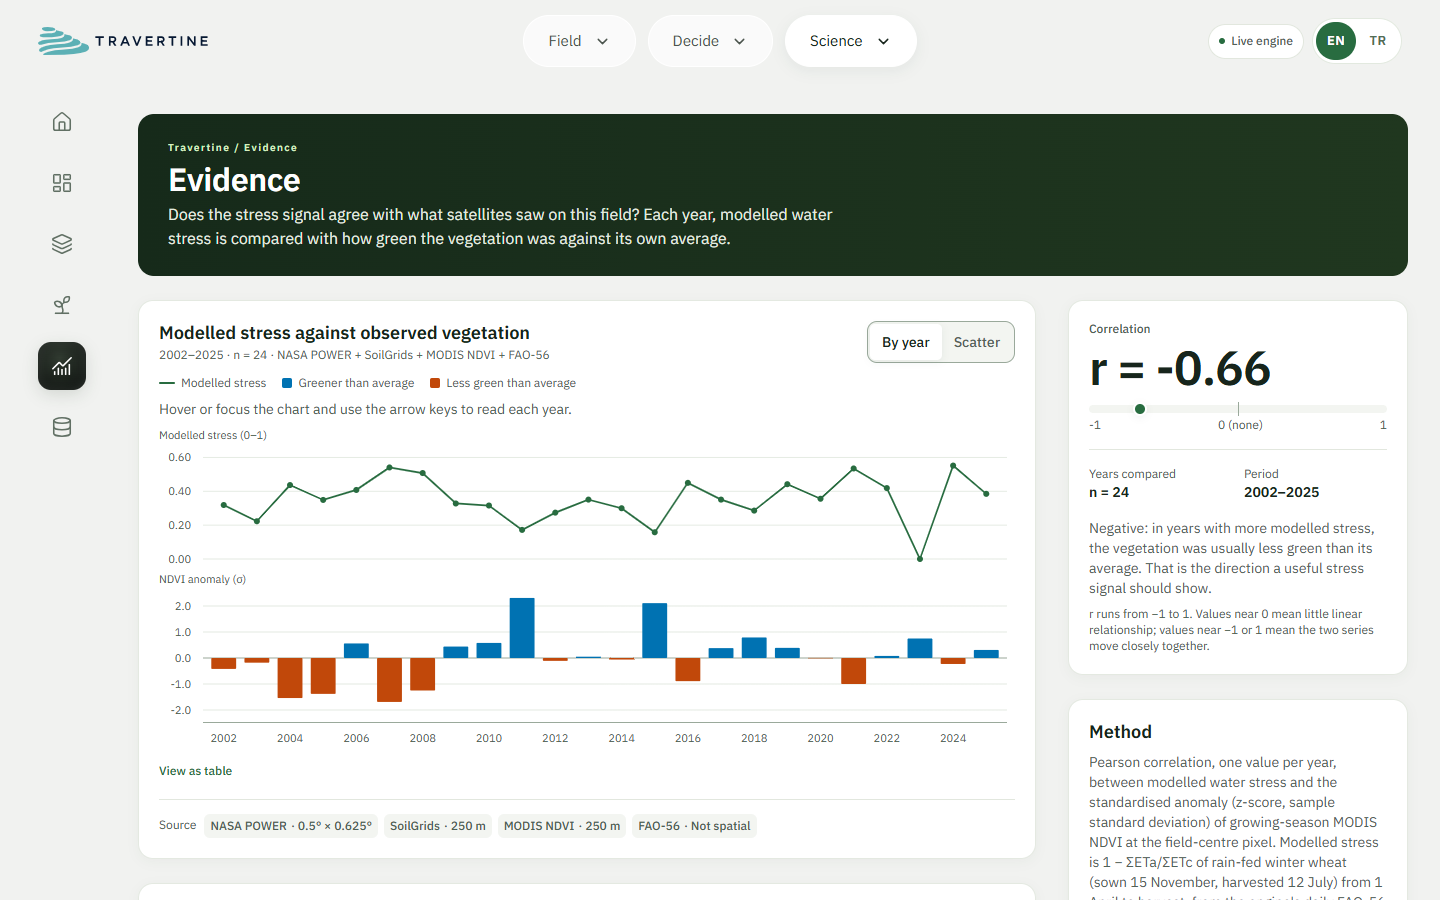 TRAVERTINE
Field
Decide
Science
Live engine
EN
TR
Travertine / Evidence
Evidence
Does the stress signal agree with what satellites saw on this field? Each year, modelled water
stress is compared with how green the vegetation was against its own average.
Modelled stress against observed vegetation
2002–2025 · n = 24 · NASA POWER + SoilGrids + MODIS NDVI + FAO-56
By year
Scatter
Modelled stress
Greener than average
Less green than average
Hover or focus the chart and use the arrow keys to read each year.
Modelled stress (0–1)
0.60
0.40
0.20
0.00
NDVI anomaly (σ)
2.0
1.0
0.0
-1.0
-2.0
2002 2004 2006 2008 2010 2012 2014 2016 2018 2020 2022 2024
View as table
Source
NASA POWER · 0.5° × 0.625°
SoilGrids · 250 m
MODIS NDVI · 250 m
FAO-56 · Not spatial
Correlation
r = -0.66
-1 0 (none) 1
Years compared
n = 24
Period
2002–2025
Negative: in years with more modelled stress,
the vegetation was usually less green than its
average. That is the direction a useful stress
signal should show.
r runs from −1 to 1. Values near 0 mean little linear
relationship; values near −1 or 1 mean the two series
move closely together.
Method
Pearson correlation, one value per year,
between modelled water stress and the
standardised anomaly (z-score, sample
standard deviation) of growing-season MODIS
NDVI at the field-centre pixel. Modelled stress
is 1 − ΣETa/ΣETc of rain-fed winter wheat
(sown 15 November, harvested 12 July) from 1